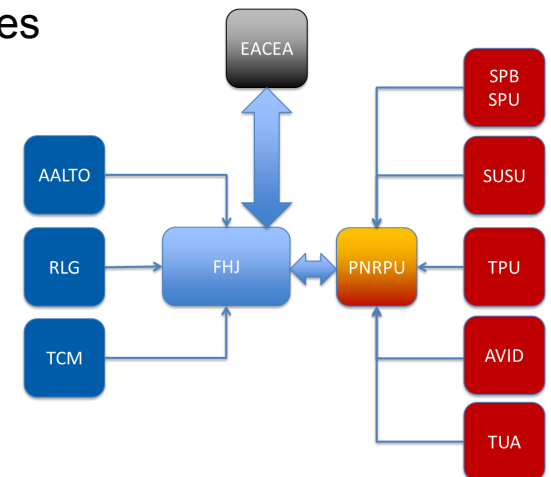 es
EACEA
SPB
SPU
AALTO
SUSU
RLG
FHJ
PNRPU
TPU
TCM
AVID
TUA